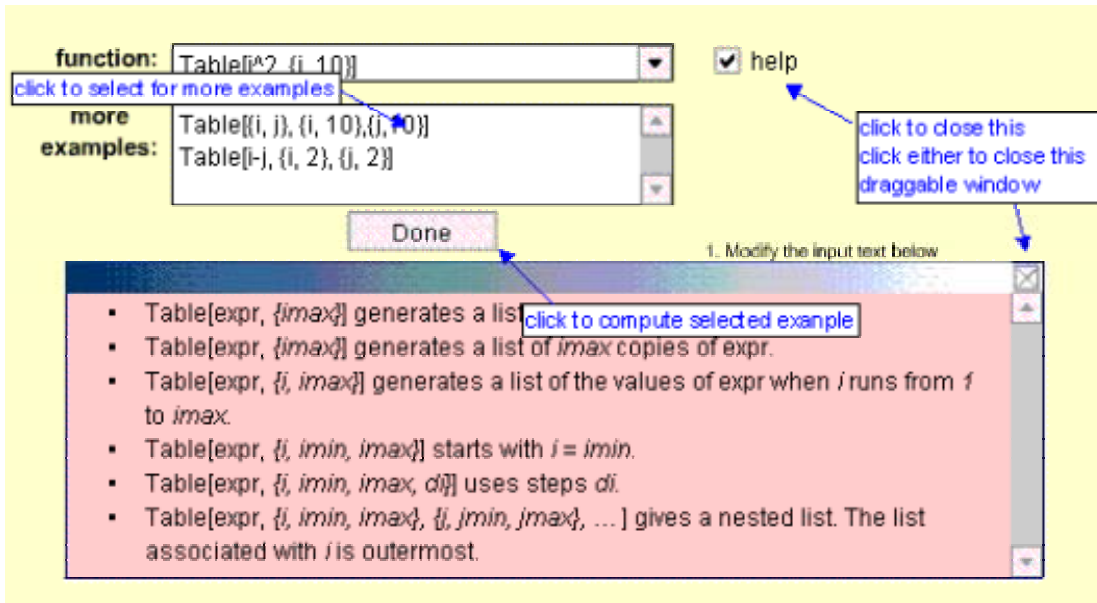 function:
Table[i^2, {i, 10}]
help
click to select for more examples
more
examples:
Table[{i, j}, {i, 10},{j,10}]
Table[i-j, {i, 2}, {j, 2}]
click to close this
click either to close this
draggable window
Done
1. Modify the input text below
▪ Table[expr, {imax}] generates a list
click to compute selected exanple
▪ Table[expr, {imax}] generates a list of imax copies of expr.
▪ Table[expr, {i, imax}] generates a list of the values of expr when i runs from 1
to imax.
▪ Table[expr, {i, imin, imax}] starts with i = imin.
▪ Table[expr, {i, imin, imax, di}] uses steps di.
▪ Table[expr, {i, imin, imax}, {j, jmin, jmax}, … ] gives a nested list. The list
associated with i is outermost.